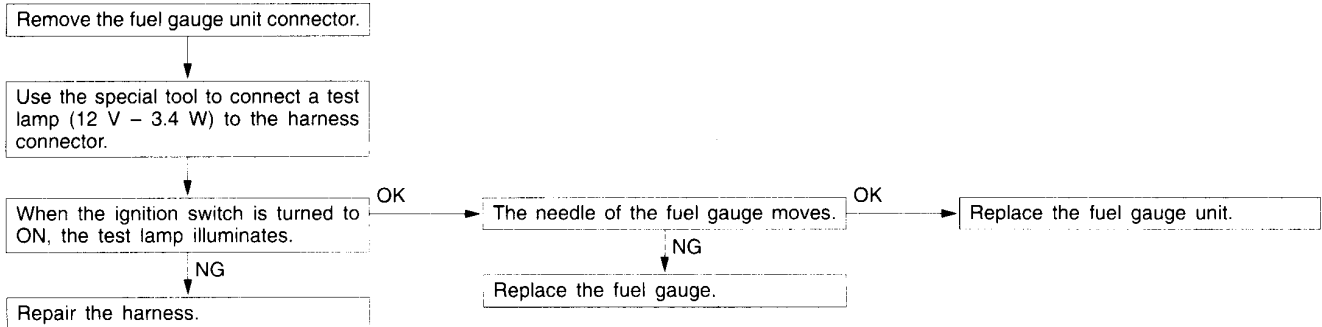 Remove the fuel gauge unit connector.
Use the special tool to connect a test
lamp (12 V – 3.4 W) to the harness
connector.
When the ignition switch is turned to
ON, the test lamp illuminates.
OK
The needle of the fuel gauge moves.
OK
Replace the fuel gauge unit.
NG
Repair the harness.
NG
Replace the fuel gauge.